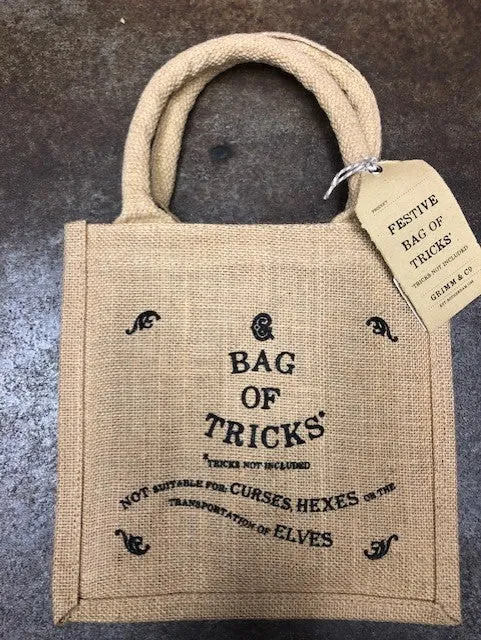 PRODUCT
FESTIVE
BAG OF
TRICKS*
TRICKS NOT INCLUDED
GRIMM & Co
G
BAG
OF
TRICKS*
*TRICKS NOT INCLUDED
NOT SUITABLE FOR CURSES, HEXES OR THE
TRANSPORTATION OF ELVES